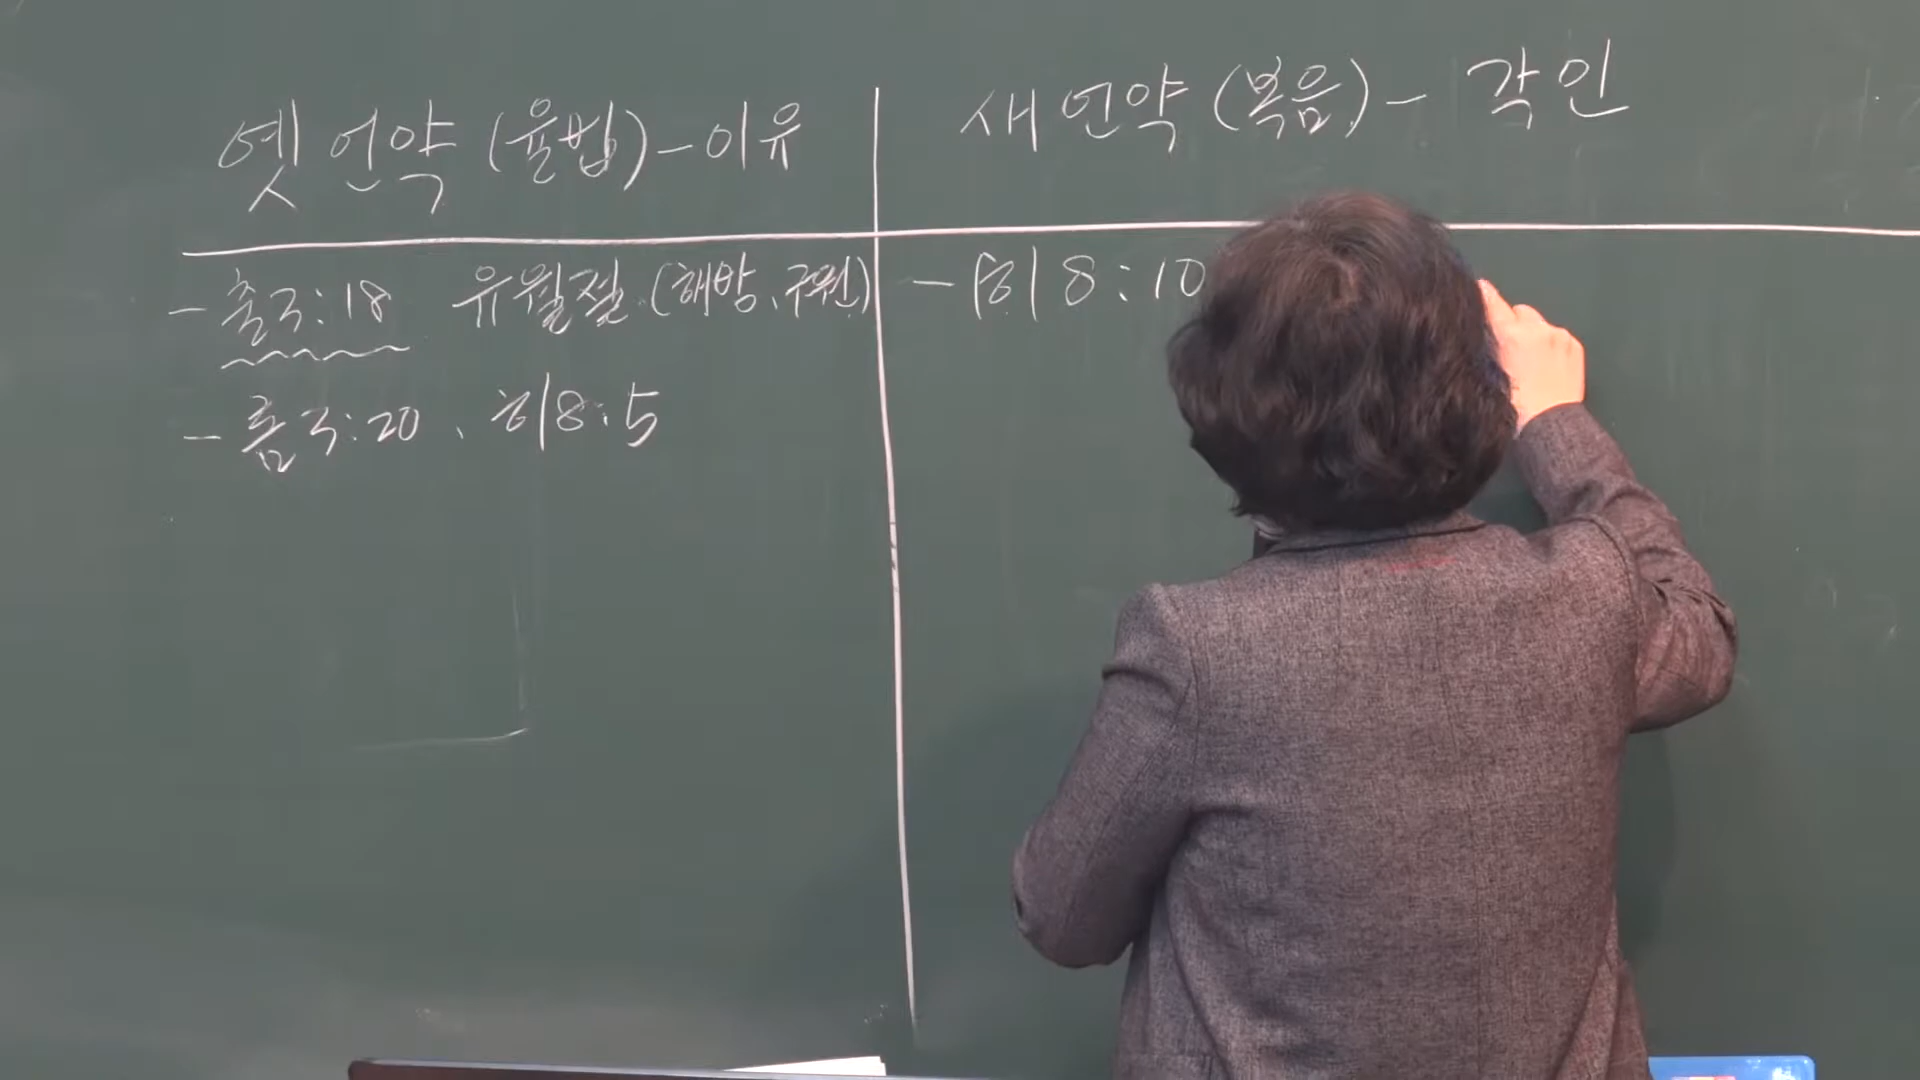 옛 언약 (율법) - 이유
새 언약 (복음) - 각인
- 출3:18 유월절 (해방, 구원)
- 롬3:20, 히8:5
- 히8:10